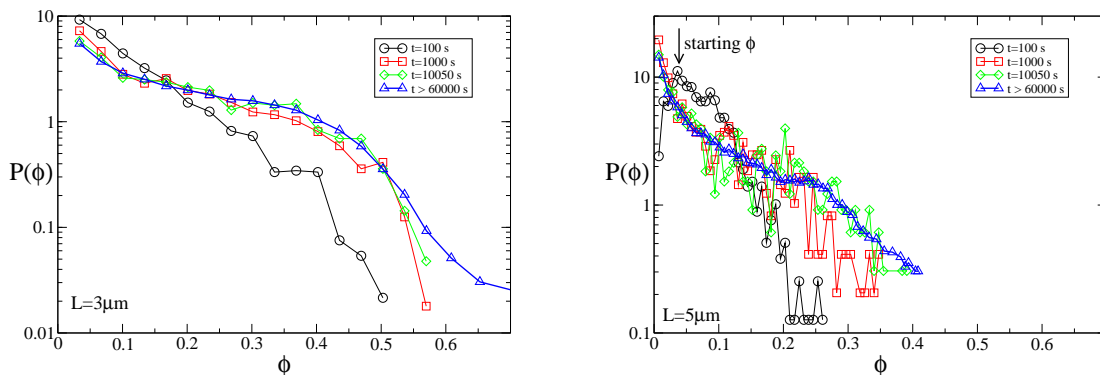 10
1
0.1
0.01
P(ϕ)
0 0.1 0.2 0.3 0.4 0.5 0.6
ϕ
L=3μm
t=100 s
t=1000 s
t=10050 s
t > 60000 s
10
1
0.1
P(ϕ)
0 0.1 0.2 0.3 0.4 0.5 0.6
ϕ
L=5μm
starting ϕ
t=100 s
t=1000 s
t=10050 s
t > 60000 s